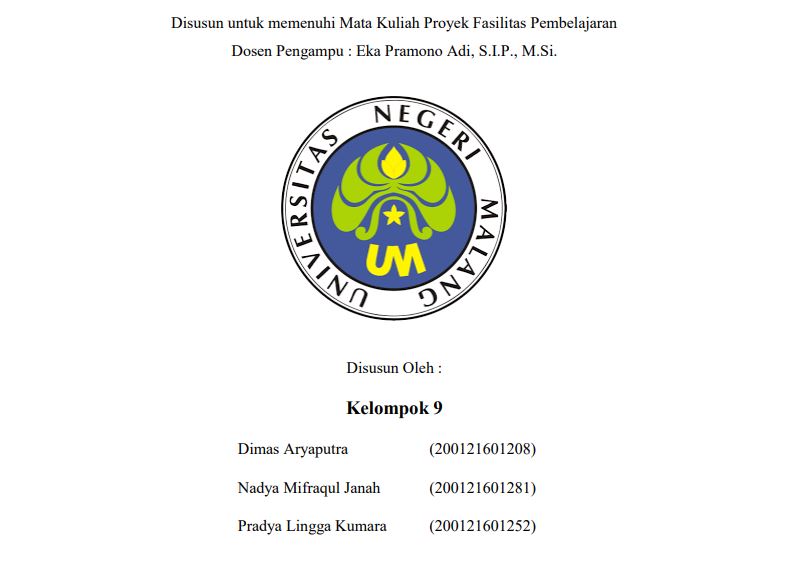 Disusun untuk memenuhi Mata Kuliah Proyek Fasilitas Pembelajaran
Dosen Pengampu : Eka Pramono Adi, S.I.P., M.Si.
UNIVERSITAS NEGERI MALANG
UM
Disusun Oleh :
Kelompok 9
Dimas Aryaputra (200121601208)
Nadya Mifraqul Janah (200121601281)
Pradya Lingga Kumara (200121601252)